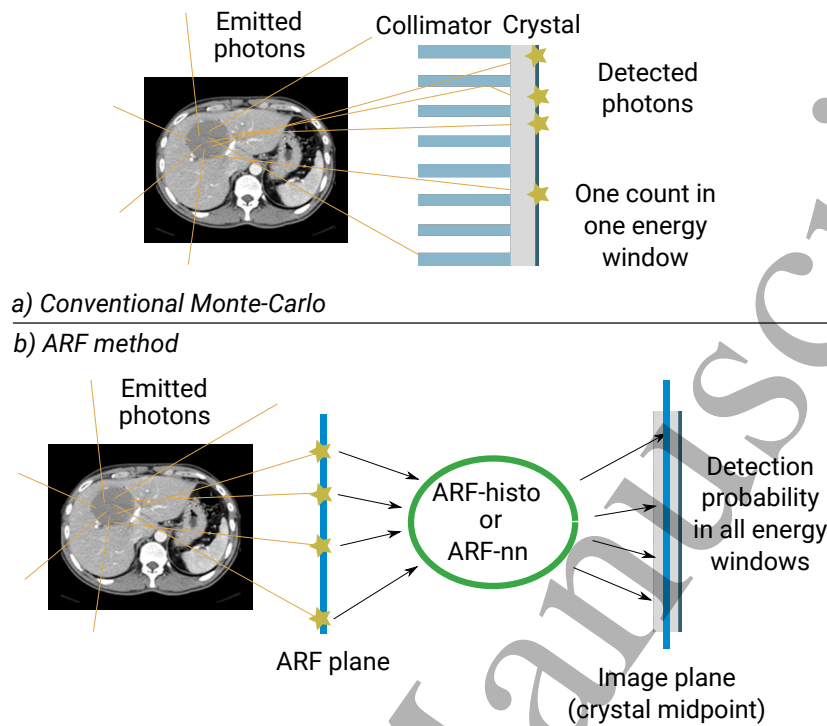 Emitted
photons
Collimator
Crystal
Detected
photons
One count in
one energy
window
a) Conventional Monte-Carlo
b) ARF method
Emitted
photons
ARF-histo
or
ARF-nn
Detection
probability
in all energy
windows
ARF plane
Image plane
(crystal midpoint)